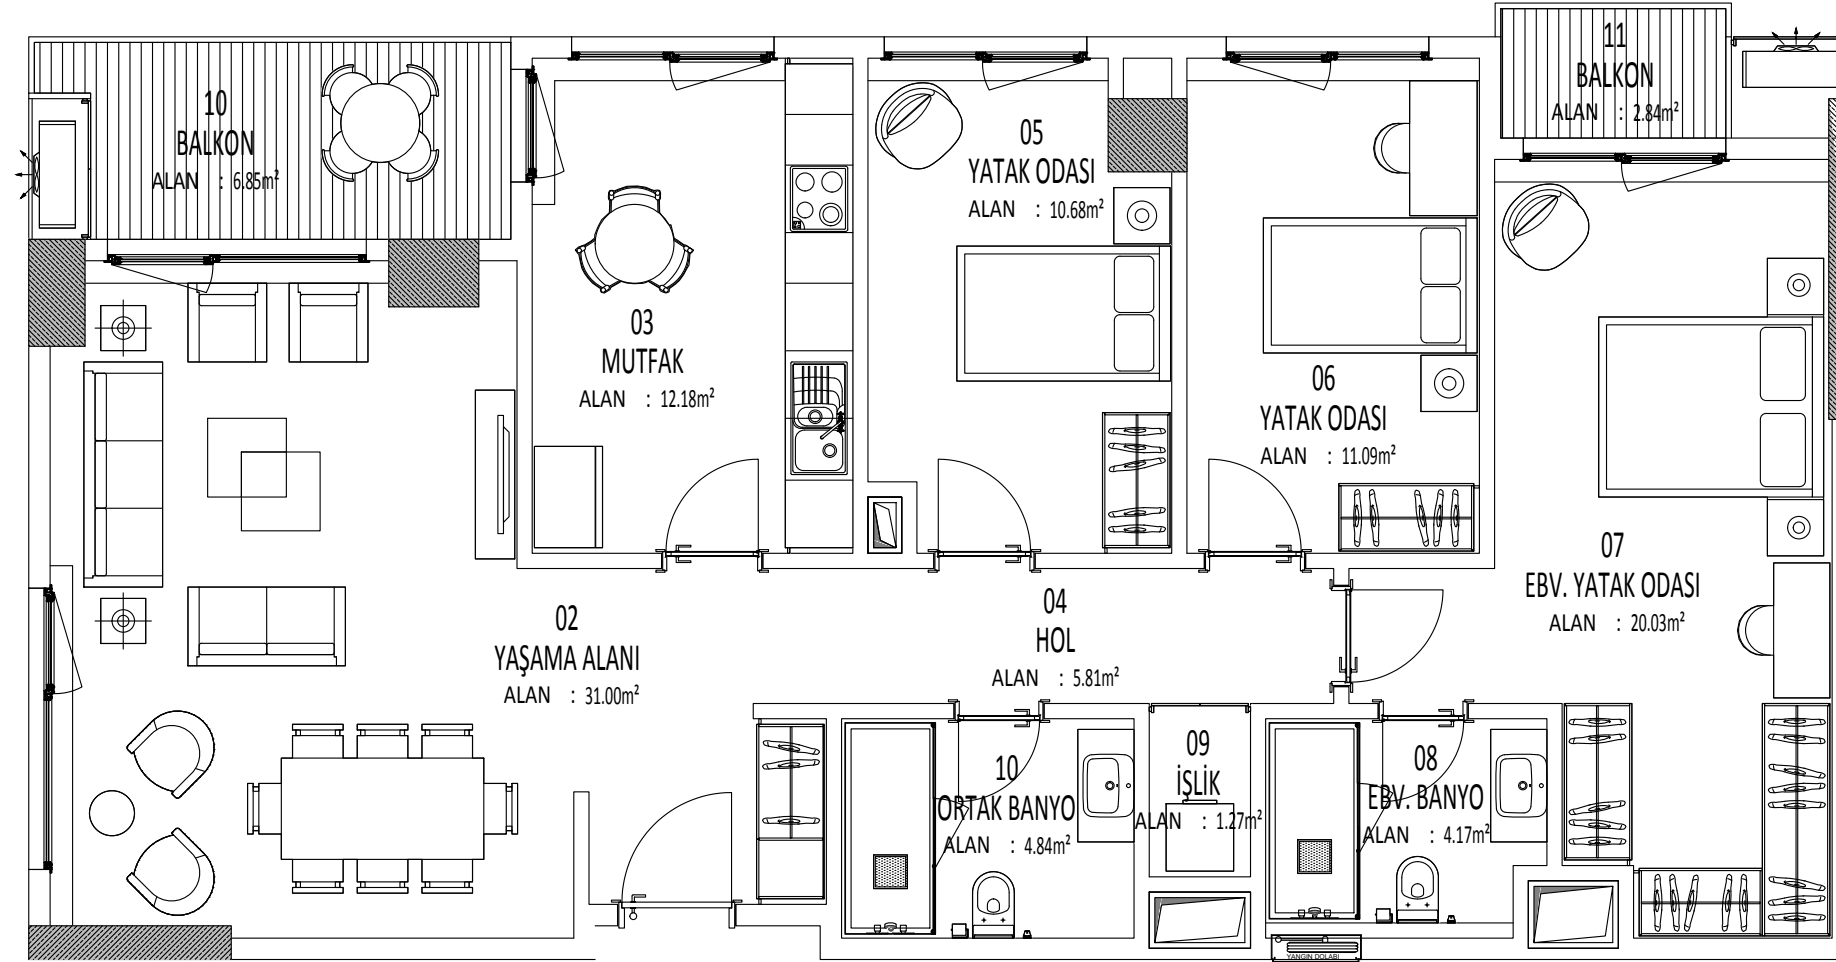 10
BALKON
ALAN : 6.85m²
11
BALKON
ALAN : 2.84m²
05
YATAK ODASI
ALAN : 10.68m²
03
MUTFAK
ALAN : 12.18m²
06
YATAK ODASI
ALAN : 11.09m²
07
EBV. YATAK ODASI
ALAN : 20.03m²
02
YAŞAMA ALANI
ALAN : 31.00m²
04
HOL
ALAN : 5.81m²
10
ORTAK BANYO
ALAN : 4.84m²
09
İŞLİK
ALAN : 1.27m²
08
EBV. BANYO
ALAN : 4.17m²
YANGIN DOLABI